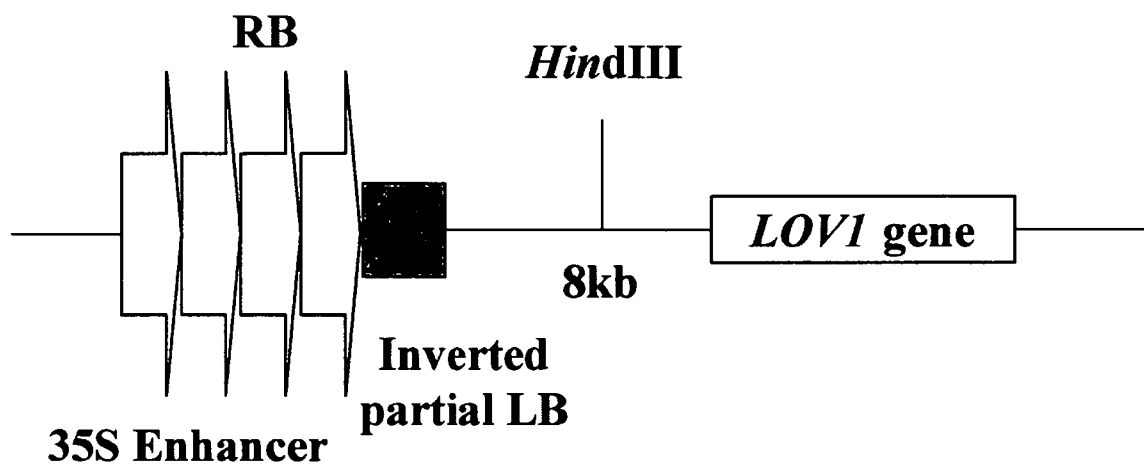 RB
HindIII
LOV1 gene
8kb
Inverted
partial LB
35S Enhancer